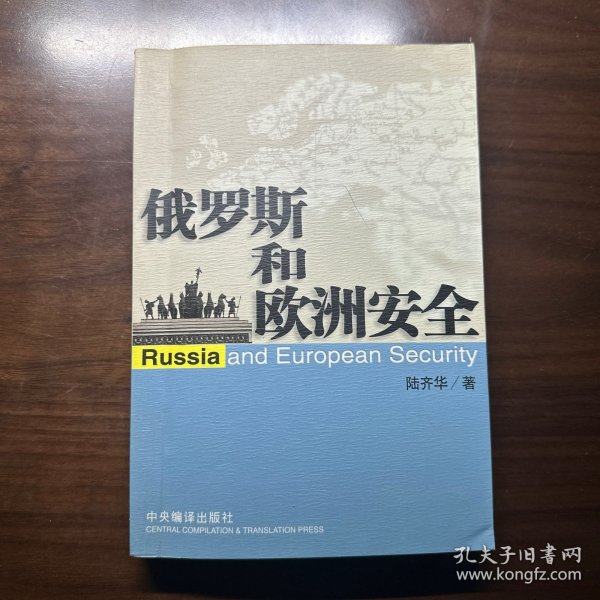 俄罗斯
和
欧洲安全
Russia and European Security
陆齐华／著
中央编译出版社
CENTRAL COMPILATION & TRANSLATION PRESS
孔夫子旧书网
www.kongfz.com